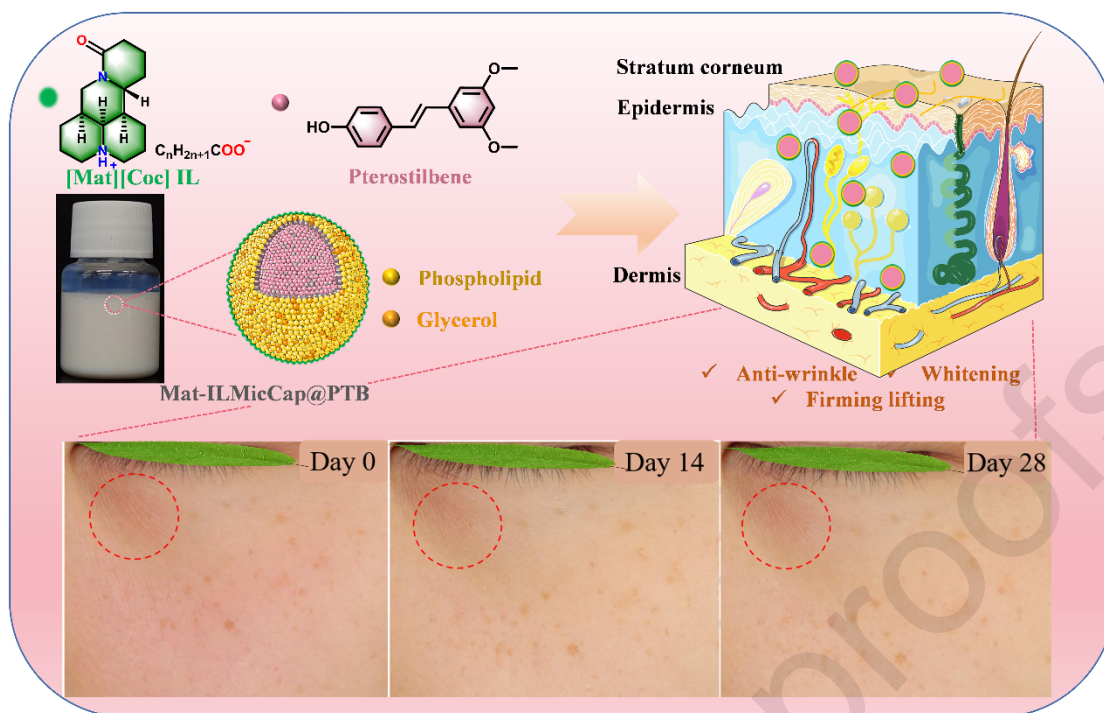 O
N
H
H
H
N
H
+
CnH2n+1COO-
[Mat][Coc] IL
HO
O
O
Pterostilbene
Stratum corneum
Epidermis
Dermis
Phospholipid
Glycerol
Mat-ILMicCap@PTB
✓ Anti-wrinkle ✓ Whitening
✓ Firming lifting
Day 0
Day 14
Day 28
proofs